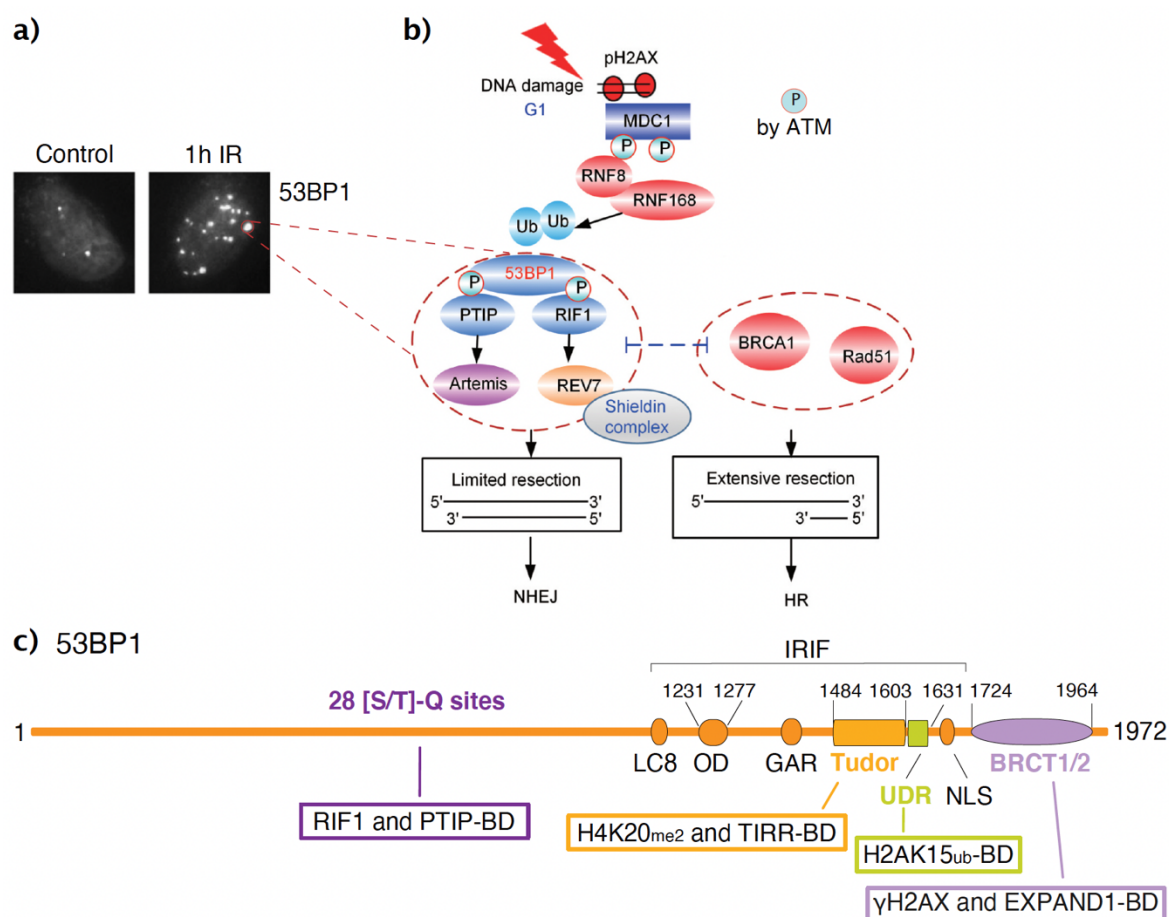 a)
Control
1h IR
53BP1
b)
pH2AX
DNA damage
G1
MDC1
P
P
P
by ATM
RNF8
RNF168
Ub
Ub
53BP1
P
P
PTIP
RIF1
Artemis
REV7
Shieldin
complex
BRCA1
Rad51
Limited resection
5' 3'
3' 5'
NHEJ
Extensive resection
5' 3'
3' 5'
HR
c) 53BP1
IRIF
28 [S/T]-Q sites
1231 1277 1484 1603 1631 1724 1964
1 1972
LC8 OD GAR Tudor BRCT1/2
UDR NLS
RIF1 and PTIP-BD
H4K20me2 and TIRR-BD
H2AK15ub-BD
γH2AX and EXPAND1-BD